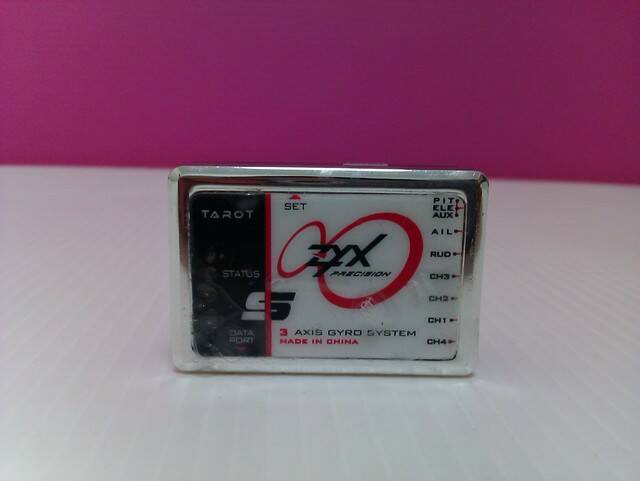 TAROT
SET
STATUS
S
DATA
PORT
ZYX
PRECISION
3 AXIS GYRO SYSTEM
MADE IN CHINA
PIT
ELE
AUX
AIL
RUD
CH3
CH2
CH1
CH4